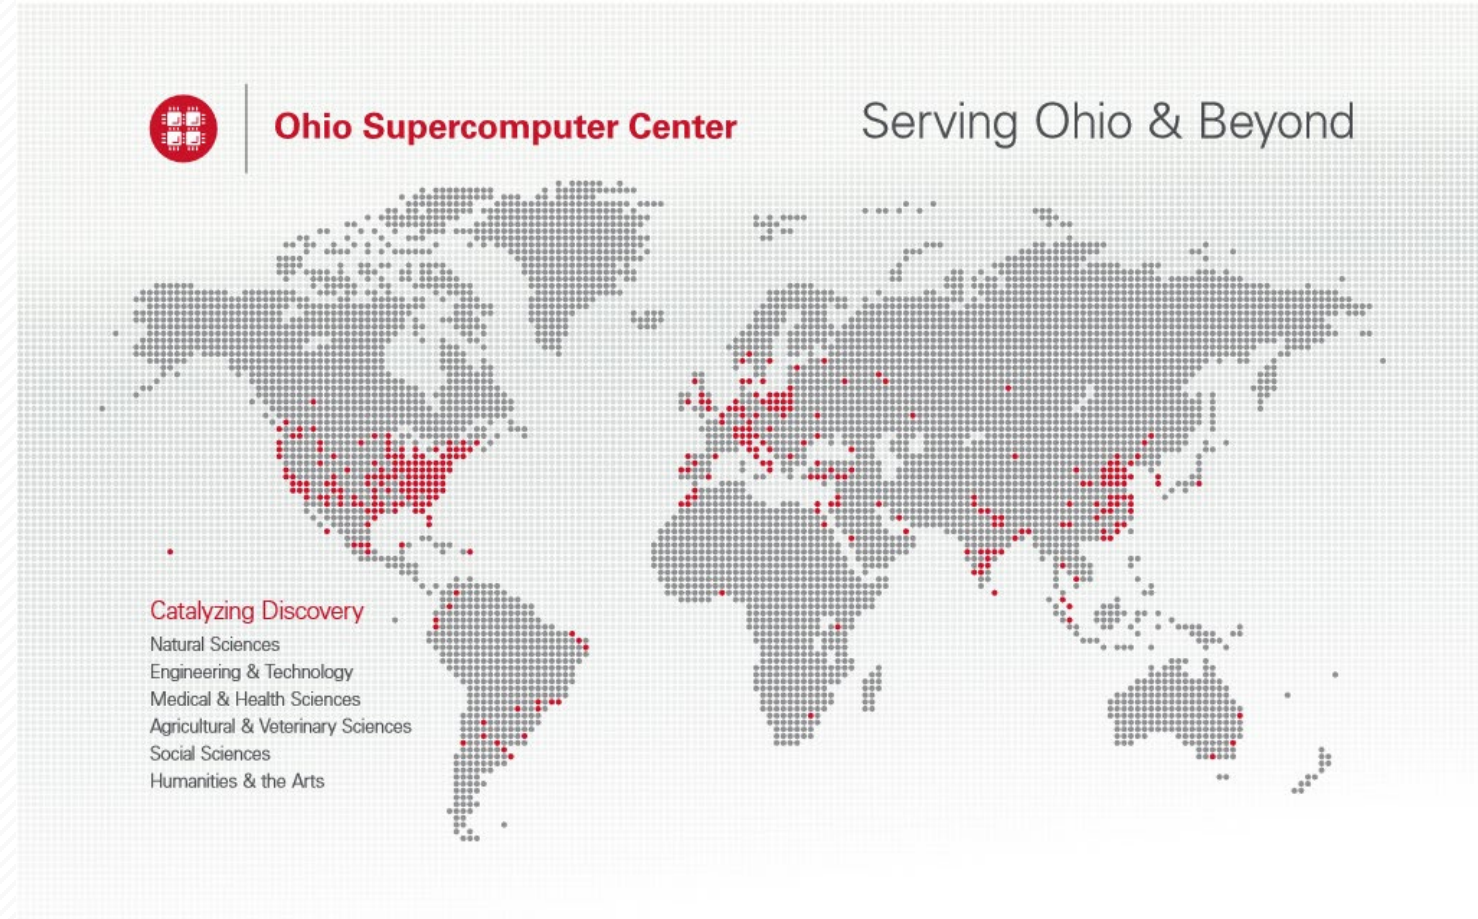 Ohio Supercomputer Center
Serving Ohio & Beyond
Catalyzing Discovery
Natural Sciences
Engineering & Technology
Medical & Health Sciences
Agricultural & Veterinary Sciences
Social Sciences
Humanities & the Arts